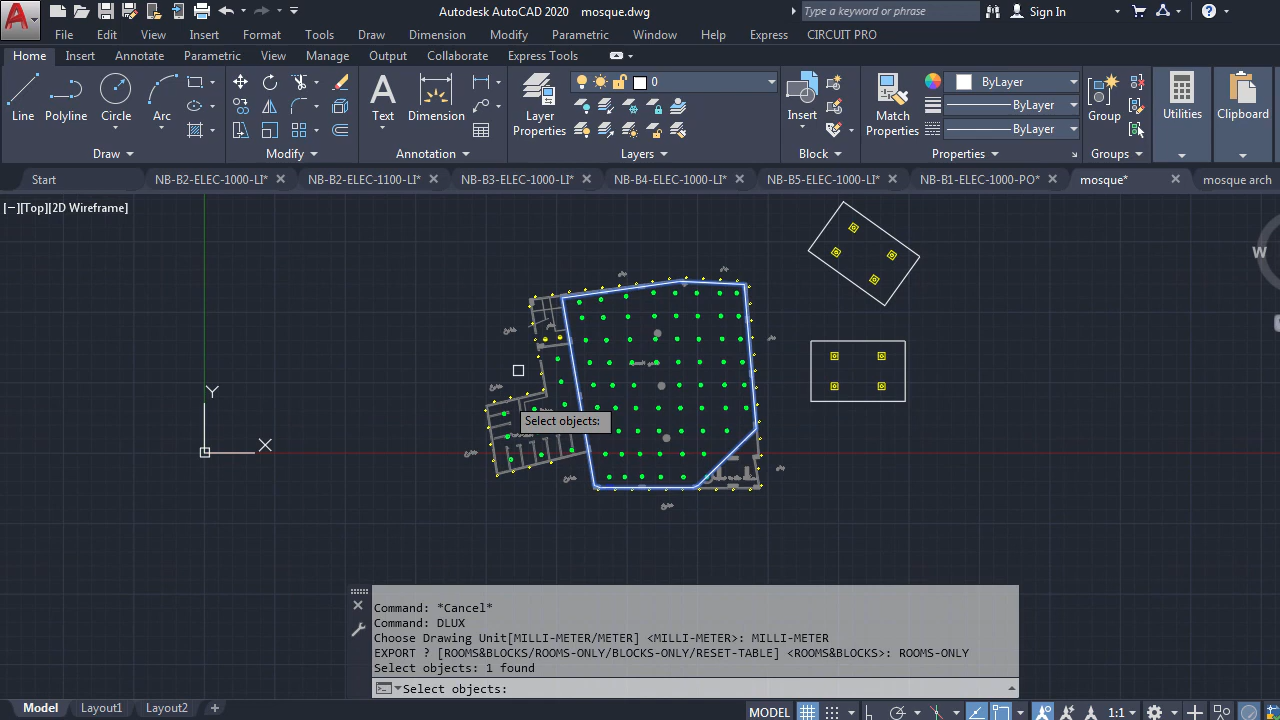 Autodesk AutoCAD 2020 mosque.dwg
Type a keyword or phrase
Sign In
File Edit View Insert Format Tools Draw Dimension Modify Parametric Window Help Express CIRCUIT PRO
Home Insert Annotate Parametric View Manage Output Collaborate Express Tools
Line Polyline Circle Arc
Text Dimension
Layer Properties
0
Insert
Match Properties
ByLayer
ByLayer
ByLayer
Group
Utilities
Clipboard
Draw Modify Annotation Layers Block Properties Groups
Start NB-B2-ELEC-1000-LI* NB-B2-ELEC-1100-LI* NB-B3-ELEC-1000-LI* NB-B4-ELEC-1000-LI* NB-B5-ELEC-1000-LI* NB-B1-ELEC-1000-PO* mosque* mosque arch
[−][Top][2D Wireframe]
W
Y
X
Select objects:
Command: *Cancel*
Command: DLUX
Choose Drawing Unit[MILLI-METER/METER] <MILLI-METER>: MILLI-METER
EXPORT ? [ROOMS&BLOCKS/ROOMS-ONLY/BLOCKS-ONLY/RESET-TABLE] <ROOMS&BLOCKS>: ROOMS-ONLY
Select objects: 1 found
Select objects:
Model Layout1 Layout2 +
MODEL
1:1